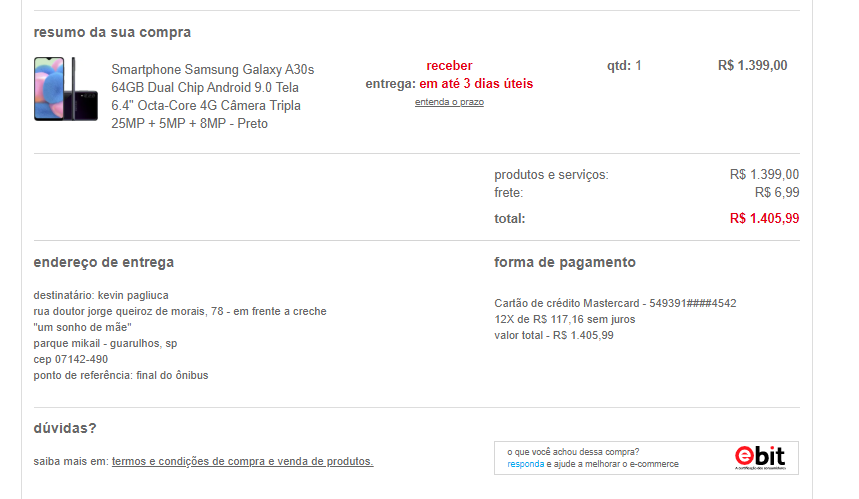 resumo da sua compra
Smartphone Samsung Galaxy A30s
64GB Dual Chip Android 9.0 Tela
6.4" Octa-Core 4G Câmera Tripla
25MP + 5MP + 8MP - Preto
receber
entrega: em até 3 dias úteis
entenda o prazo
qtd: 1
R$ 1.399,00
produtos e serviços: R$ 1.399,00
frete: R$ 6,99
total: R$ 1.405,99
endereço de entrega
destinatário: kevin pagliuca
rua doutor jorge queiroz de morais, 78 - em frente a creche
"um sonho de mãe"
parque mikail - guarulhos, sp
cep 07142-490
ponto de referência: final do ônibus
forma de pagamento
Cartão de crédito Mastercard - 549391####4542
12X de R$ 117,16 sem juros
valor total - R$ 1.405,99
dúvidas?
saiba mais em: termos e condições de compra e venda de produtos.
o que você achou dessa compra?
responda e ajude a melhorar o e-commerce
ebit
A certificação dos consumidores